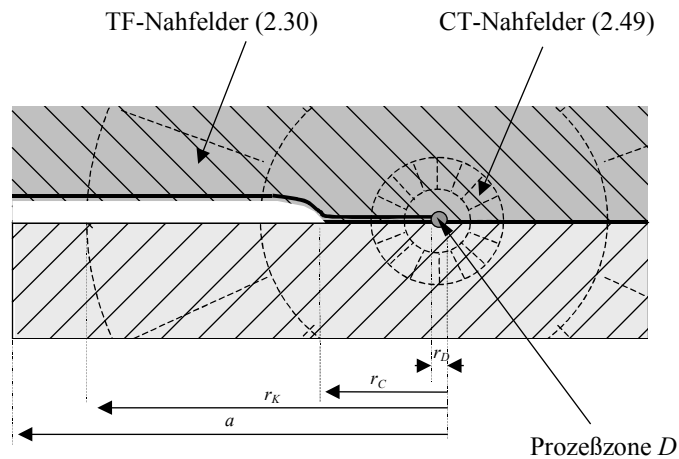 TF-Nahfelder (2.30)
CT-Nahfelder (2.49)
r_D
r_C
r_K
a
Prozeßzone D